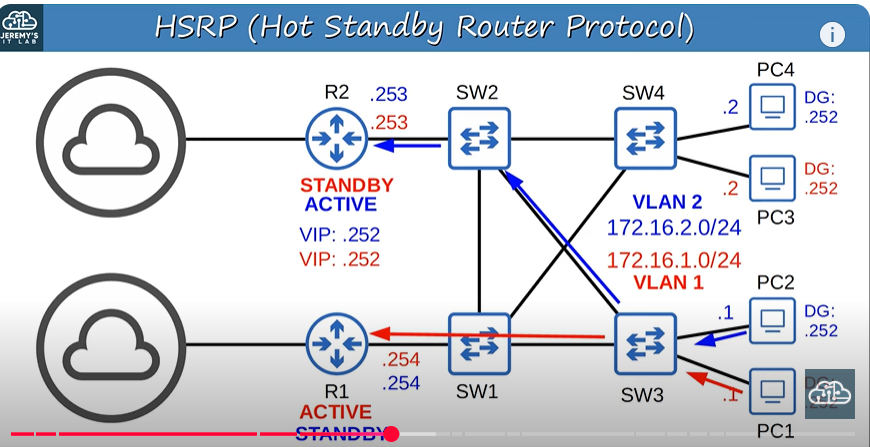 JEREMY'S
IT LAB
HSRP (Hot Standby Router Protocol)
i
PC4
R2
.253
SW2
SW4
.2
DG:
.252
.253
STANDBY
ACTIVE
VLAN 2
.2
DG:
.252
PC3
VIP: .252
172.16.2.0/24
VIP: .252
172.16.1.0/24
VLAN 1
PC2
.1
DG:
.252
.254
.254
R1
SW1
SW3
.1
ACTIVE
STANDBY
PC1